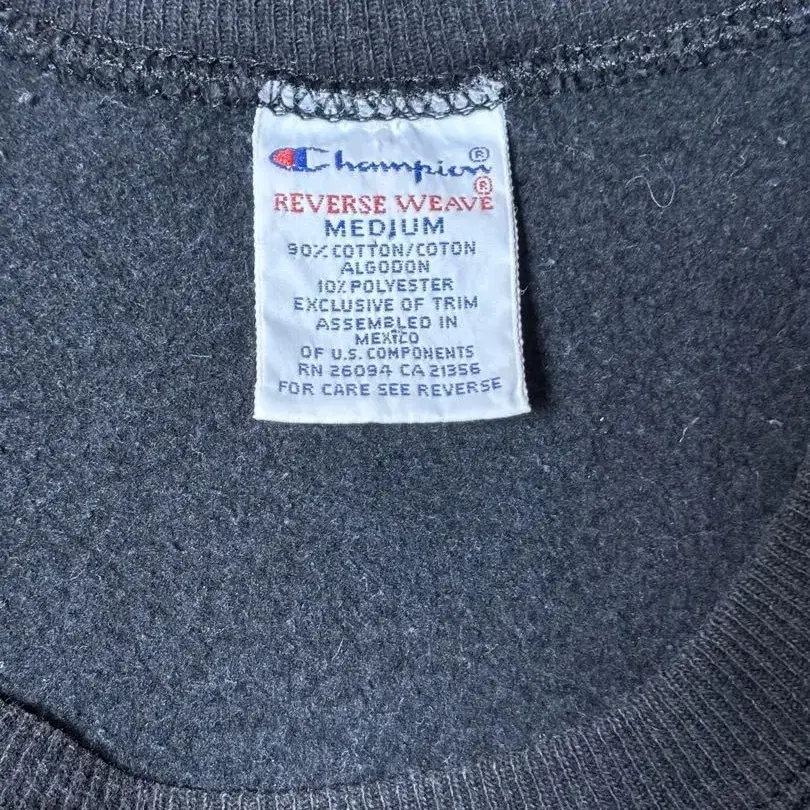 Champion®
REVERSE WEAVE®
MEDIUM
90% COTTON/COTON
ALGODON
10% POLYESTER
EXCLUSIVE OF TRIM
ASSEMBLED IN
MEXICO
OF U.S. COMPONENTS
RN 26094 CA 21356
FOR CARE SEE REVERSE